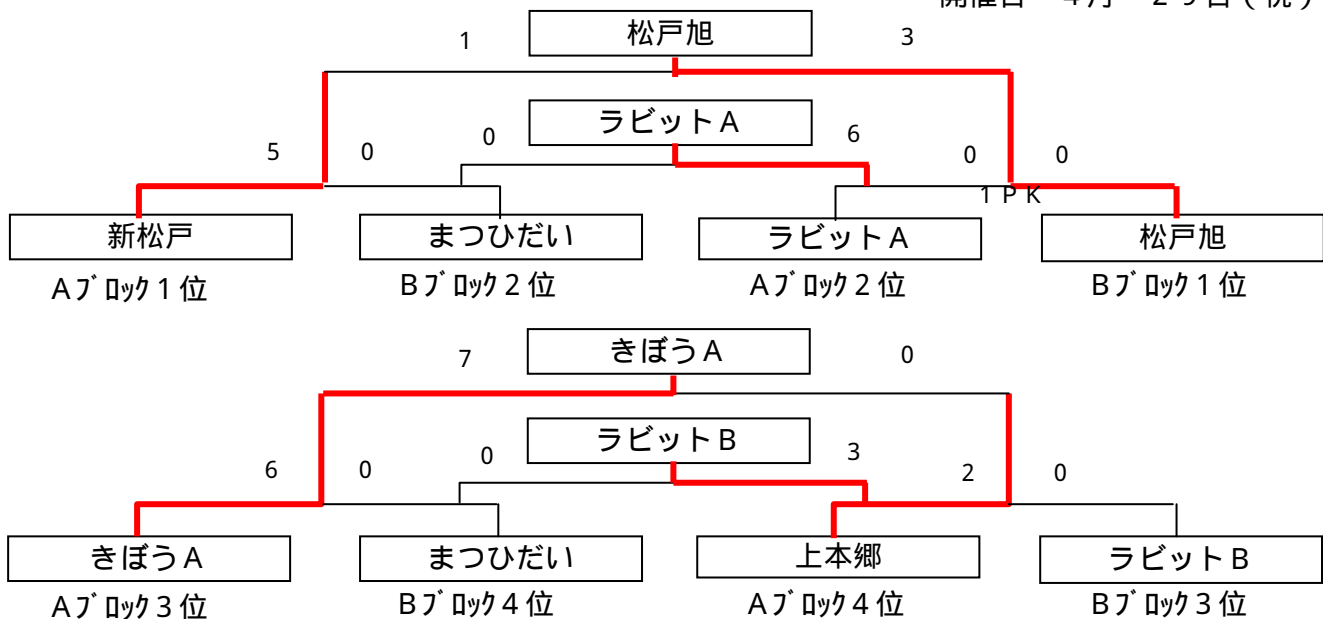 開催日 4月 29日(祝)
1 松戸旭 3
ラビットA
5 0 0 6 0 0
1PK
新松戸 まつひだい ラビットA 松戸旭
Aブロック1位 Bブロック2位 Aブロック2位 Bブロック1位
7 きぼうA 0
ラビットB
6 0 0 3 2 0
きぼうA まつひだい 上本郷 ラビットB
Aブロック3位 Bブロック4位 Aブロック4位 Bブロック3位